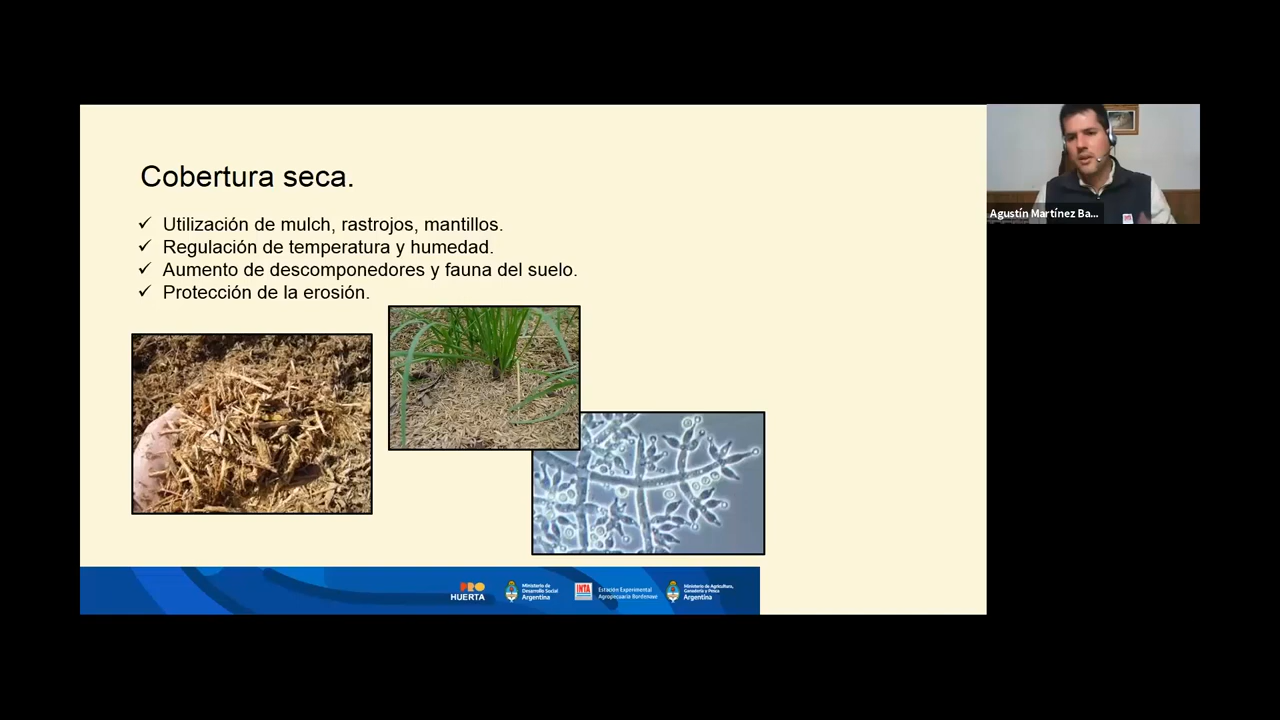 Cobertura seca.
✓ Utilización de mulch, rastrojos, mantillos.
✓ Regulación de temperatura y humedad.
✓ Aumento de descomponedores y fauna del suelo.
✓ Protección de la erosión.
Agustín Martínez Ba...
PRO
HUERTA
Ministerio de
Desarrollo Social
Argentina
INTA
Estación Experimental
Agropecuaria Bordenave
Ministerio de Agricultura,
Ganadería y Pesca
Argentina